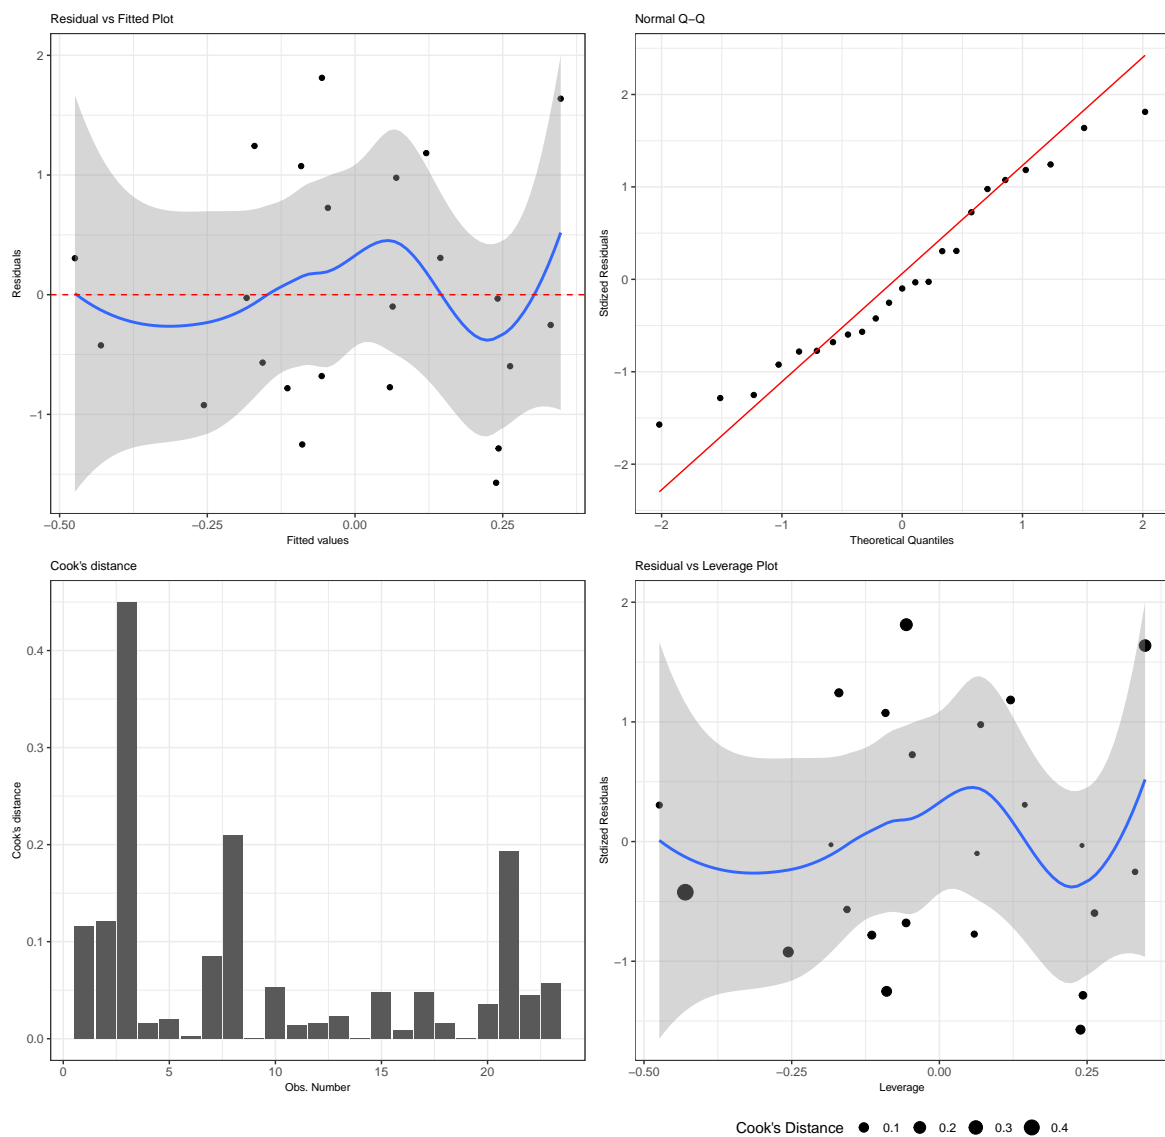 Residual vs Fitted Plot
2
1
0
−1
Residuals
−0.50
−0.25
0.00
0.25
Fitted values
Normal Q−Q
2
1
0
−1
−2
Stdized Residuals
−2
−1
0
1
2
Theoretical Quantiles
Cook's distance
0.4
0.3
0.2
0.1
0.0
Cook's distance
0
5
10
15
20
Obs. Number
Residual vs Leverage Plot
2
1
0
−1
Stdized Residuals
−0.50
−0.25
0.00
0.25
Leverage
Cook's Distance 0.1 0.2 0.3 0.4